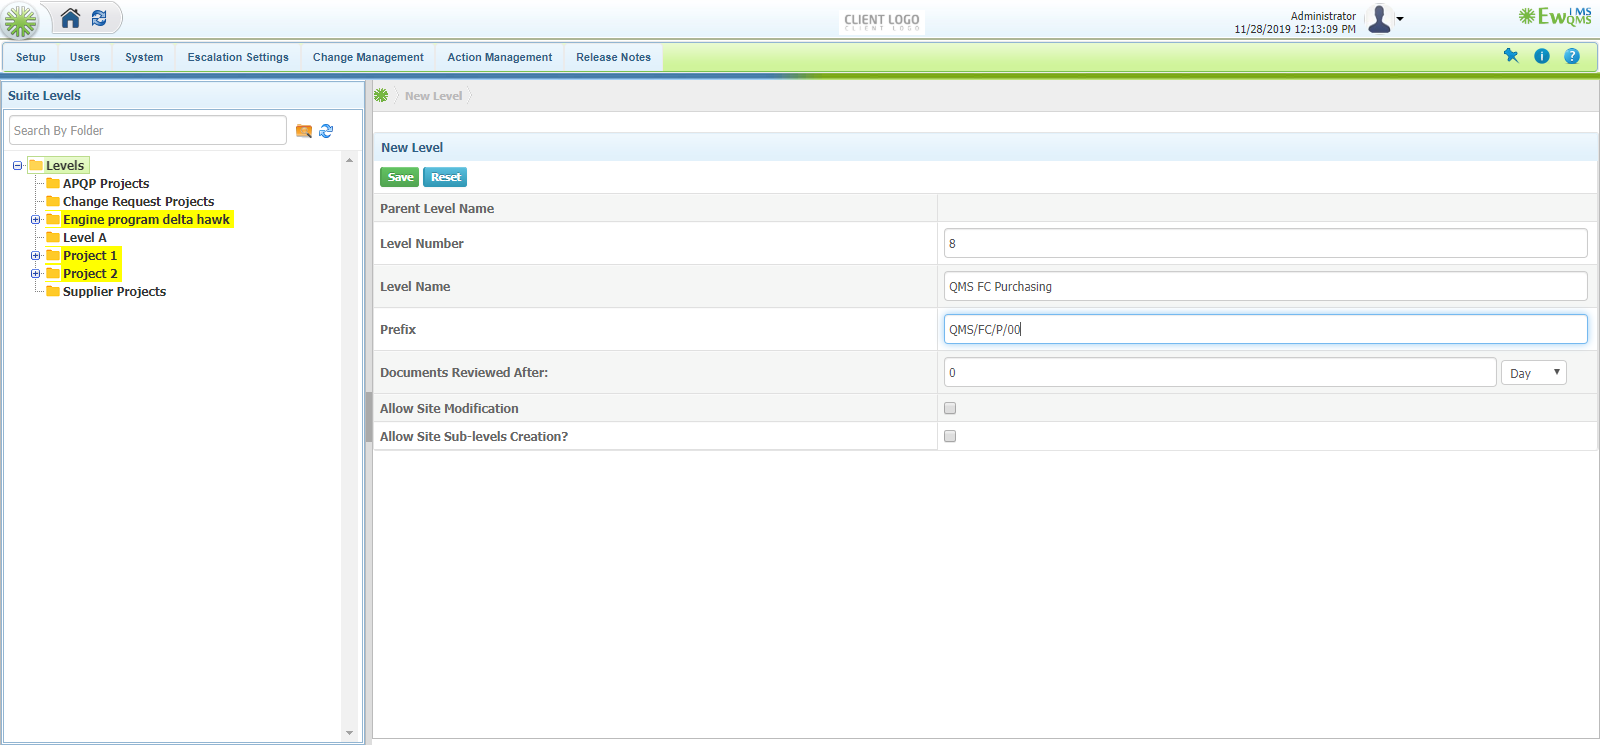 Administrator
11/28/2019 12:13:09 PM
CLIENT LOGO
CLIENT LOGO
EwQMS
IMS
Setup Users System Escalation Settings Change Management Action Management Release Notes
Suite Levels
Search By Folder
Levels
APQP Projects
Change Request Projects
Engine program delta hawk
Level A
Project 1
Project 2
Supplier Projects
New Level
New Level
Save Reset
Parent Level Name
Level Number 8
Level Name QMS FC Purchasing
Prefix QMS/FC/P/00
Documents Reviewed After: 0 Day
Allow Site Modification
Allow Site Sub-levels Creation?